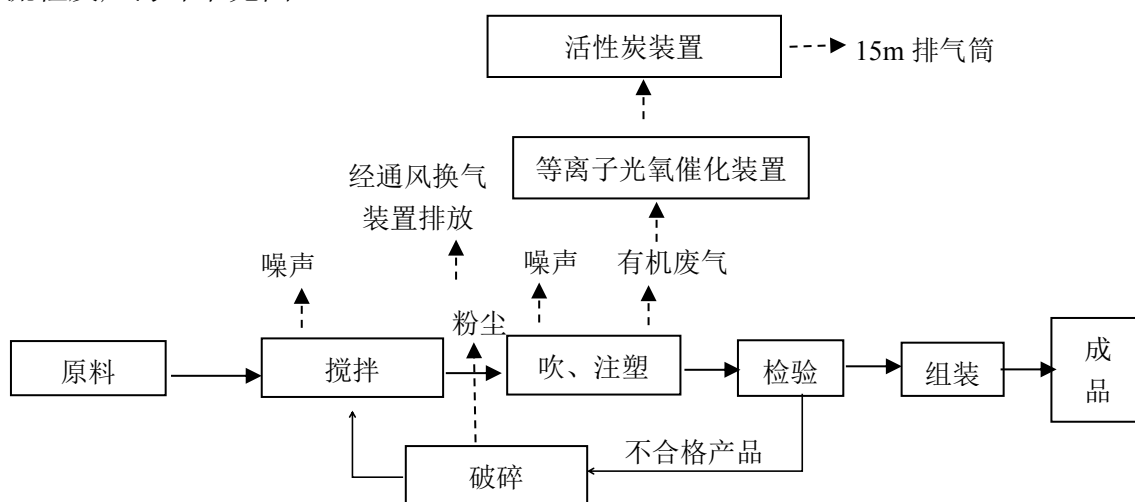 活性炭装置
15m 排气筒
等离子光氧催化装置
经通风换气
装置排放
噪声
噪声
有机废气
粉尘
原料
搅拌
吹、注塑
检验
组装
成
品
不合格产品
破碎